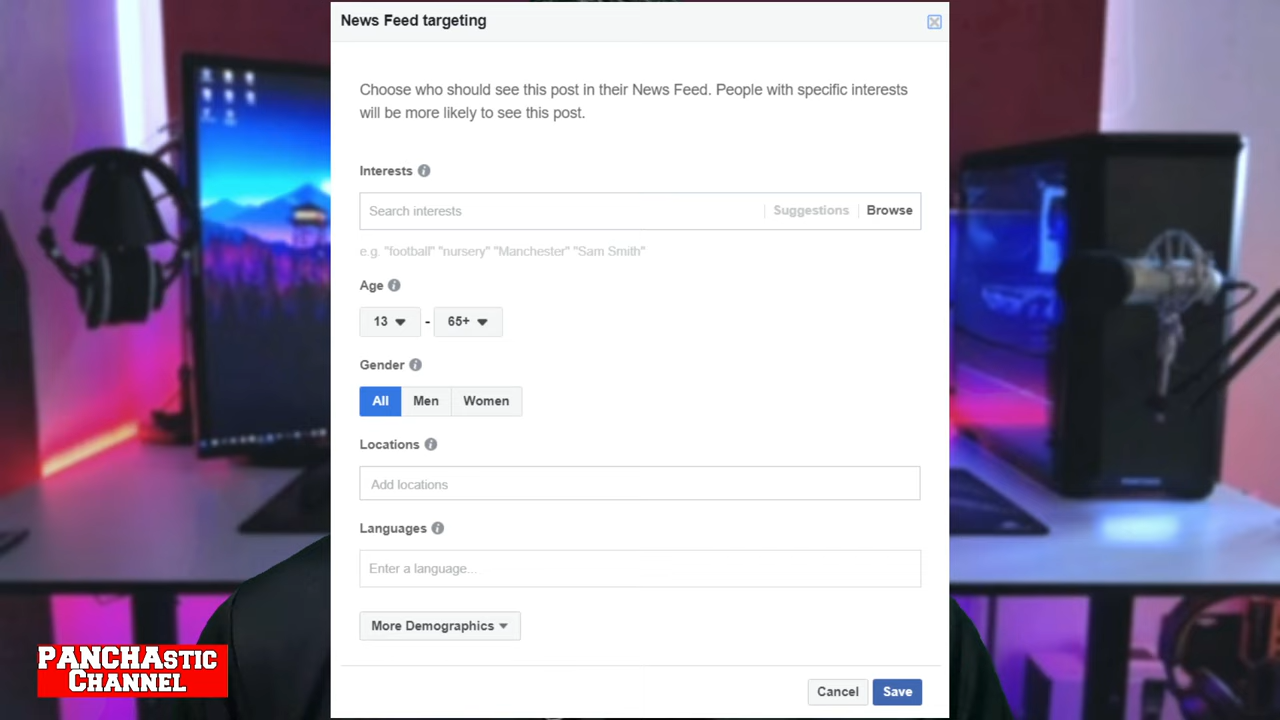 News Feed targeting
Choose who should see this post in their News Feed. People with specific interests
will be more likely to see this post.
Interests
Search interests
Suggestions
Browse
e.g. "football" "nursery" "Manchester" "Sam Smith"
Age
13 - 65+
Gender
All Men Women
Locations
Add locations
Languages
Enter a language...
More Demographics
Cancel Save
PANCHASTIC
CHANNEL